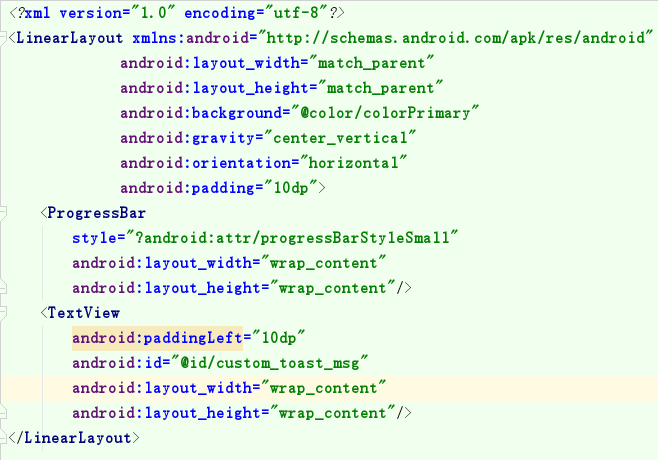 <?xml version="1.0" encoding="utf-8"?>
<LinearLayout xmlns:android="http://schemas.android.com/apk/res/android"
              android:layout_width="match_parent"
              android:layout_height="match_parent"
              android:background="@color/colorPrimary"
              android:gravity="center_vertical"
              android:orientation="horizontal"
              android:padding="10dp">
    <ProgressBar
        style="?android:attr/progressBarStyleSmall"
        android:layout_width="wrap_content"
        android:layout_height="wrap_content"/>
    <TextView
        android:paddingLeft="10dp"
        android:id="@id/custom_toast_msg"
        android:layout_width="wrap_content"
        android:layout_height="wrap_content"/>
</LinearLayout>